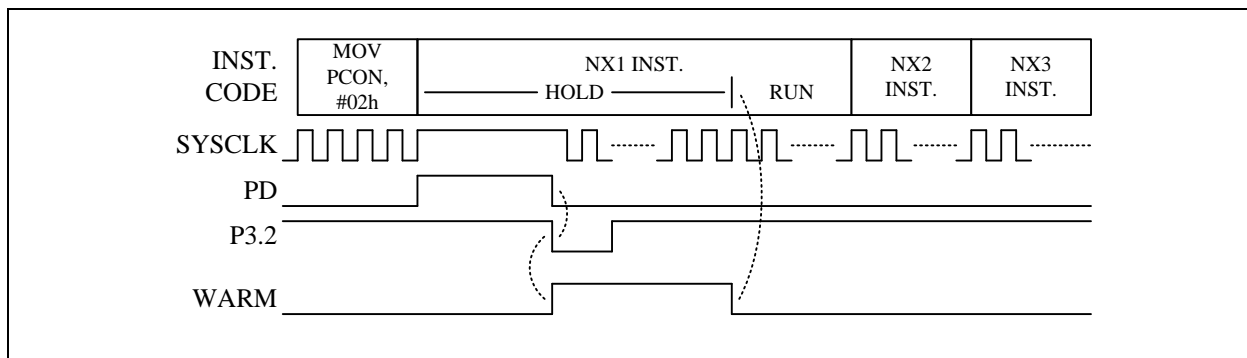 INST. CODE
MOV PCON, #02h
NX1 INST.
HOLD
RUN
NX2 INST.
NX3 INST.
SYSCLK
PD
P3.2
WARM